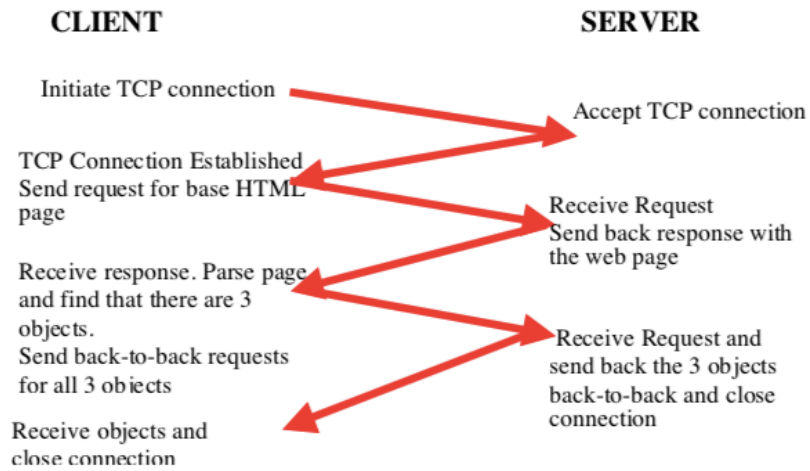 CLIENT
SERVER
Initiate TCP connection
Accept TCP connection
TCP Connection Established
Send request for base HTML
page
Receive Request
Send back response with
the web page
Receive response. Parse page
and find that there are 3
objects.
Send back-to-back requests
for all 3 objects
Receive Request and
send back the 3 objects
back-to-back and close
connection
Receive objects and
close connection